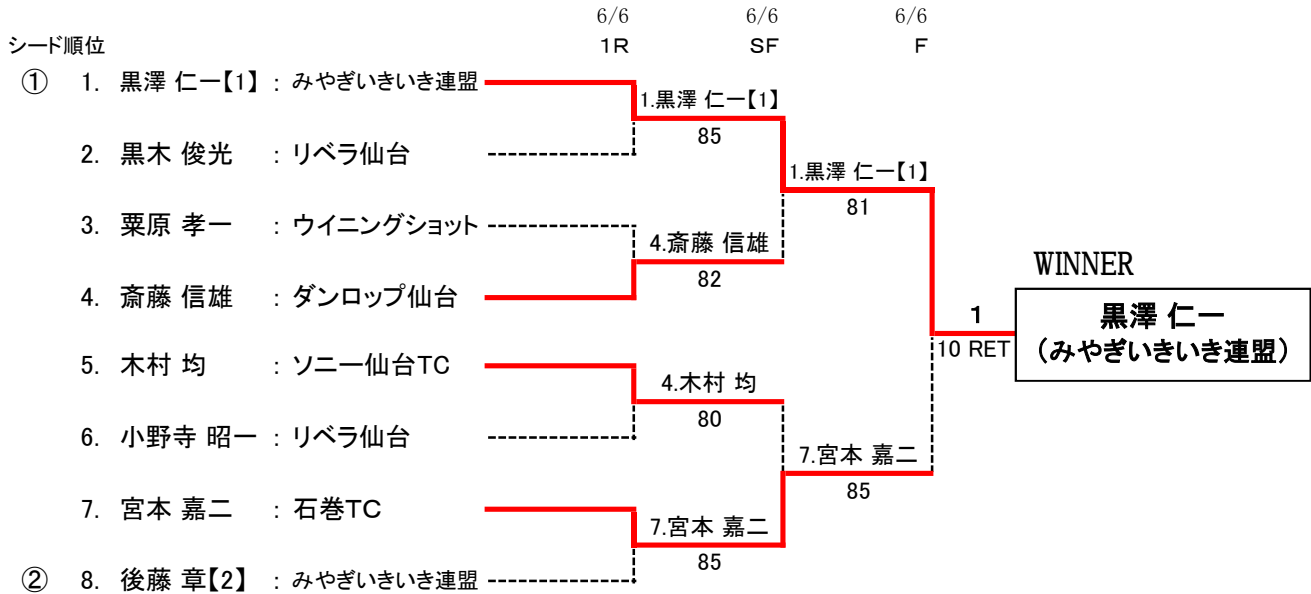 6/6 6/6 6/6
シード順位 1R SF F
① 1. 黒澤 仁一【1】 : みやぎいきいき連盟
1.黒澤 仁一【1】
85
2. 黒木 俊光 : リベラ仙台
1.黒澤 仁一【1】
81
3. 粟原 孝一 : ウイニングショット
4.斎藤 信雄
82
4. 斎藤 信雄 : ダンロップ仙台
WINNER
1
10 RET
黒澤 仁一
（みやぎいきいき連盟）
5. 木村 均 : ソニー仙台TC
4.木村 均
80
6. 小野寺 昭一 : リベラ仙台
7.宮本 嘉二
85
7. 宮本 嘉二 : 石巻TC
7.宮本 嘉二
85
② 8. 後藤 章【2】 : みやぎいきいき連盟